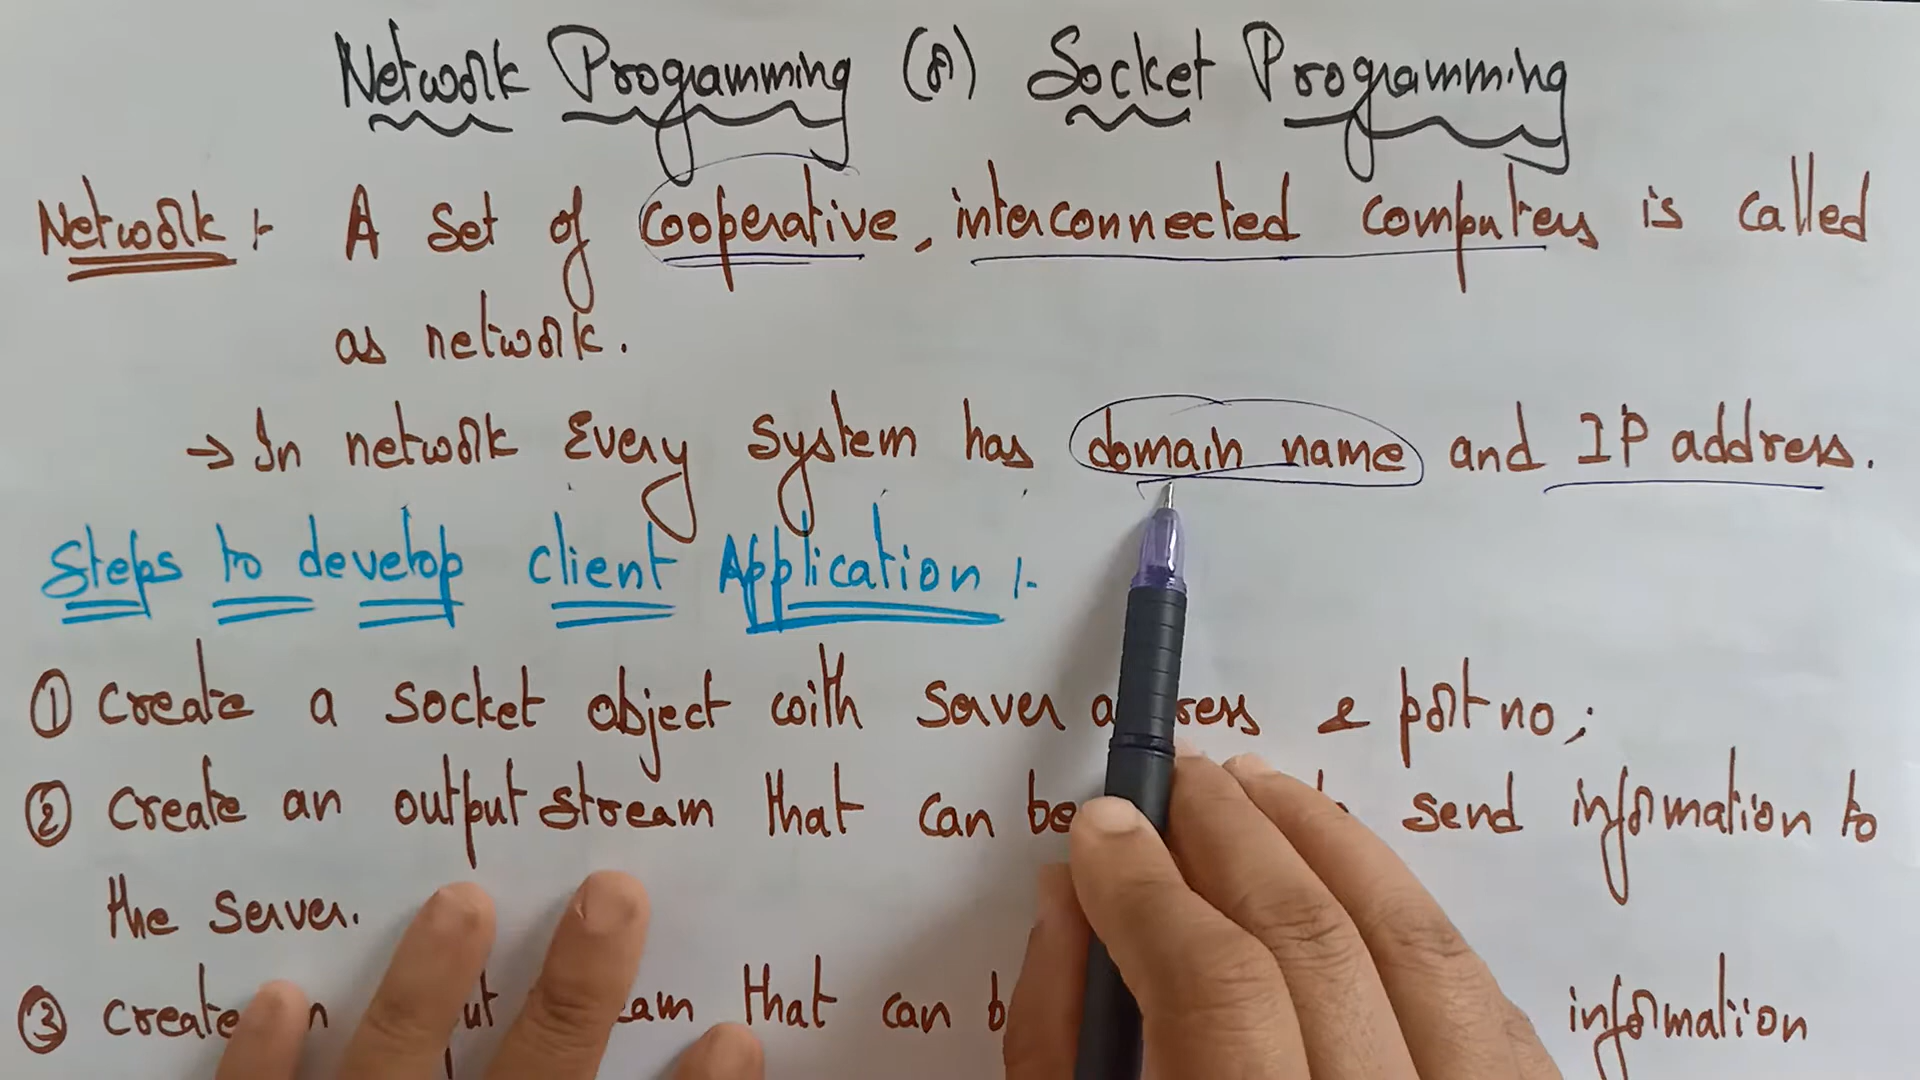 Network Programming (or) Socket Programming
Network :- A set of cooperative, interconnected computers is called
as network.
→ In network Every system has domain name and IP address.
Steps to develop client Application :-
① create a socket object with server address & port no;
② create an output stream that can be send information to
the server.
③ create that can information